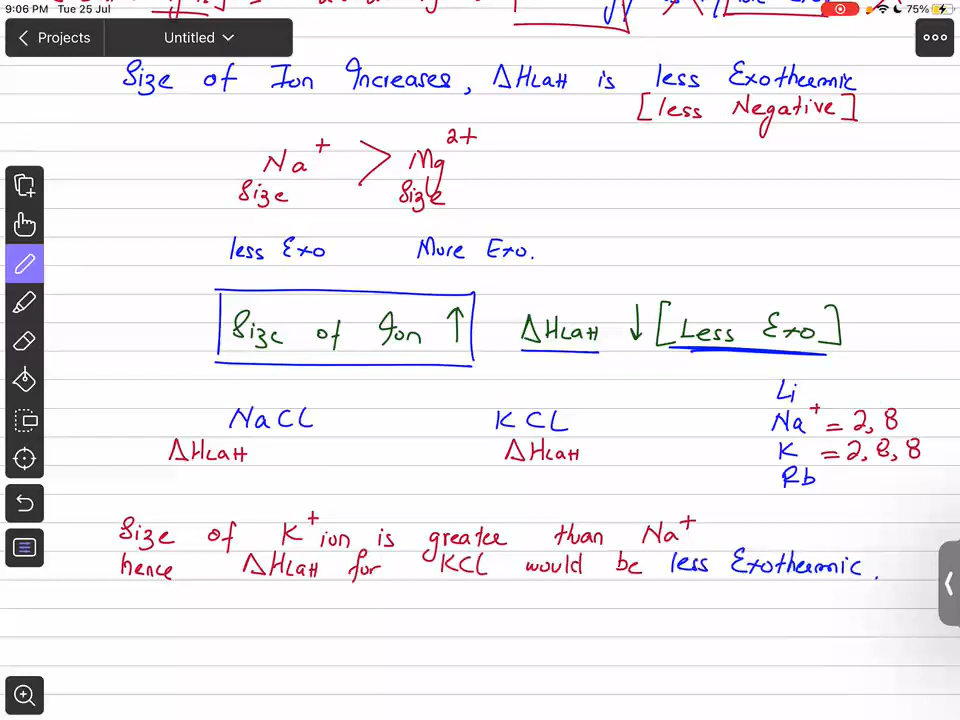 9:06 PM Tue 25 Jul 75%
Projects Untitled
Size of Ion Increases, ΔHLatt is less Exothermic
[less Negative]
Na+ > Mg2+
Size Size
less Exo More Exo.
Size of Ion ↑ ΔHLatt ↓ [Less Exo]
Li
NaCL KCL Na+ = 2, 8
ΔHLatt ΔHLatt K = 2, 8, 8
Rb
Size of K+ ion is greater than Na+
hence ΔHLatt for KCL would be less Exothermic.